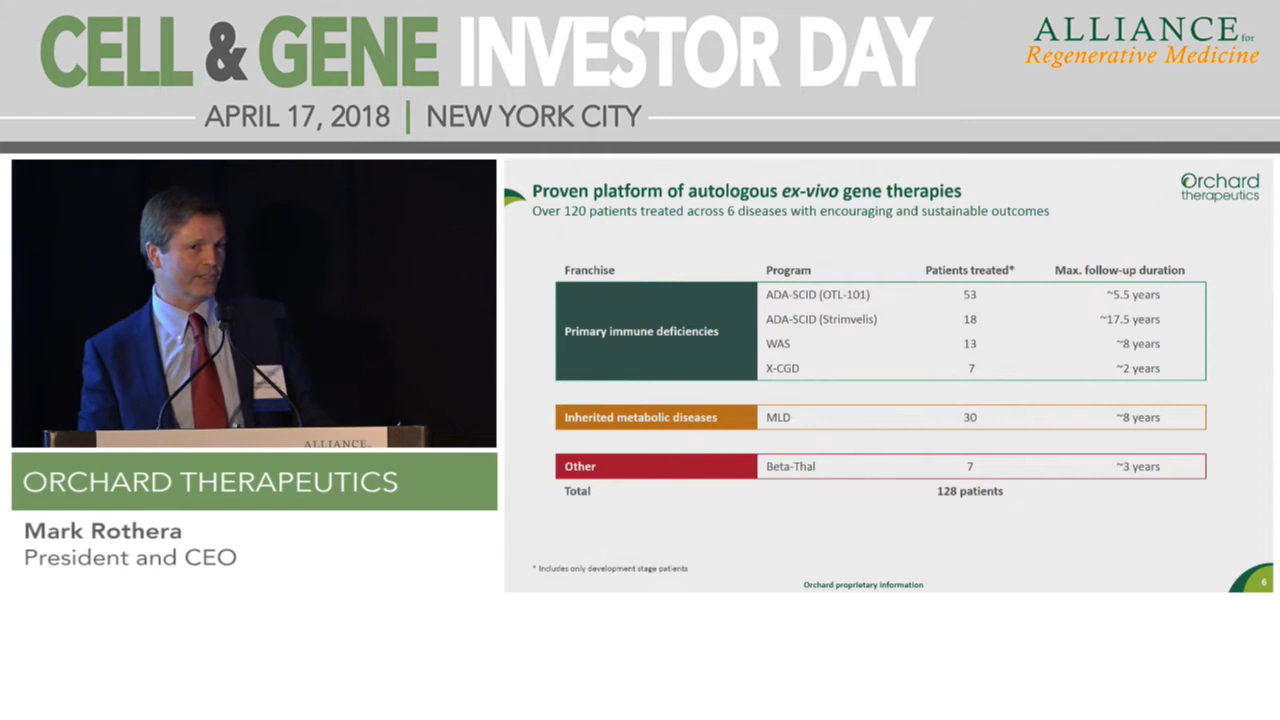 CELL & GENE INVESTOR DAY
APRIL 17, 2018 | NEW YORK CITY
ALLIANCE for
Regenerative Medicine
ALLIANCE
ORCHARD THERAPEUTICS
Mark Rothera
President and CEO
Proven platform of autologous ex-vivo gene therapies
Over 120 patients treated across 6 diseases with encouraging and sustainable outcomes
Orchard
therapeutics
Franchise Program Patients treated* Max. follow-up duration
Primary immune deficiencies
ADA-SCID (OTL-101) 53 ~5.5 years
ADA-SCID (Strimvelis) 18 ~17.5 years
WAS 13 ~8 years
X-CGD 7 ~2 years
Inherited metabolic diseases MLD 30 ~8 years
Other Beta-Thal 7 ~3 years
Total 128 patients
* Includes only development stage patients
Orchard proprietary information
6